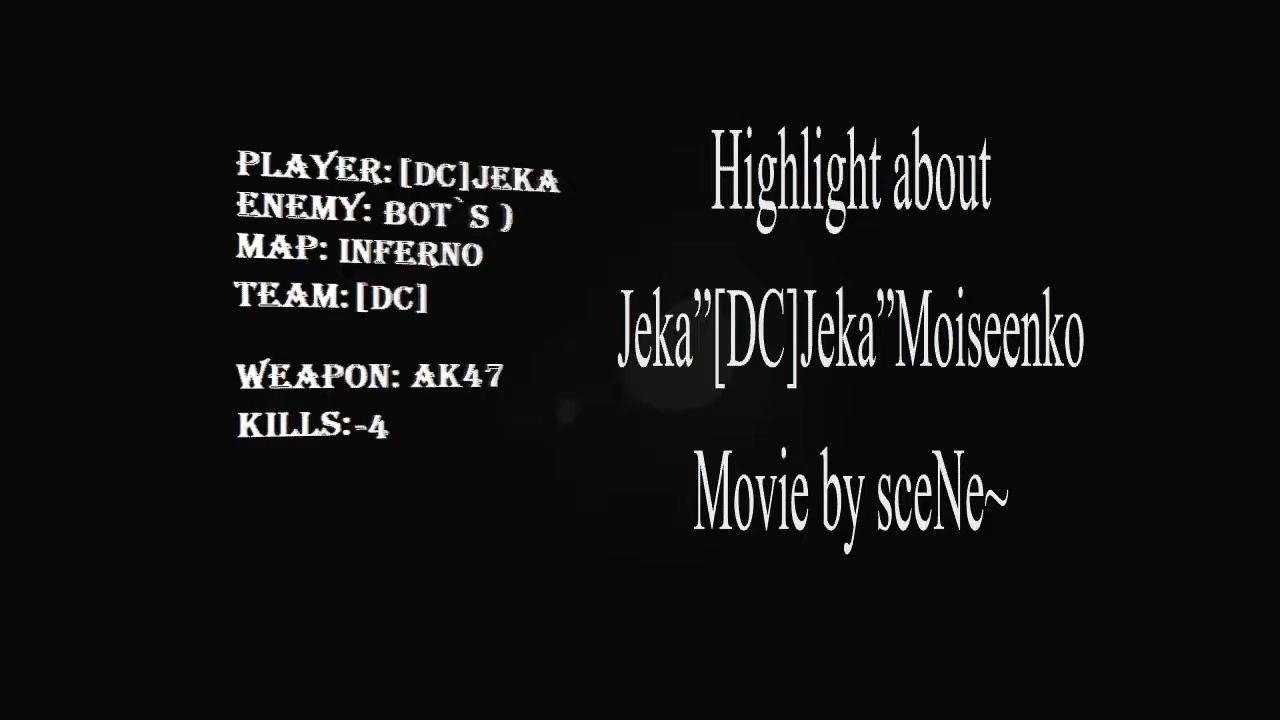 PLAYER: [DC]JEKA
ENEMY: BOT`S )
MAP: INFERNO
TEAM: [DC]
WEAPON: AK47
KILLS:-4
Highlight about
Jeka”[DC]Jeka”Moiseenko
Movie by sceNe~